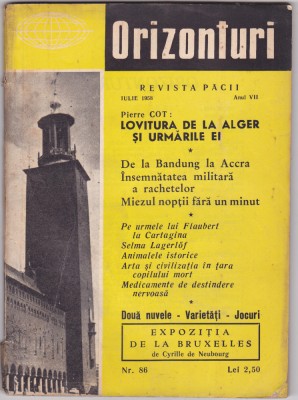 Orizonturi
REVISTA PĂCII
IULIE 1958 Anul VII
Pierre COT:
LOVITURA DE LA ALGER
ȘI URMĂRILE EI
*
De la Bandung la Accra
Însemnătatea militară
a rachetelor
Miezul nopții fără un minut
*
Pe urmele lui Flaubert
la Cartagina
Selma Lagerlöf
Animalele istorice
Arta și civilizația în țara
copilului mort
Medicamente de destindere
nervoasă
*
Două nuvele - Varietăți - Jocuri
EXPOZIȚIA
DE LA BRUXELLES
de Cyrille de Neubourg
Nr. 86 Lei 2,50